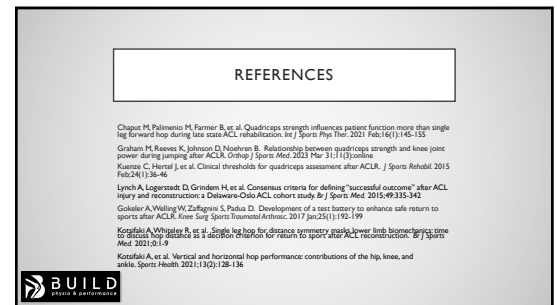 REFERENCES
Chaput M, Palimenio M, Farmer B, et al. Quadriceps strength influences patient function more than single
leg forward hop during late state ACL rehabilitation. Int J Sports Phys Ther. 2021 Feb;16(1):145-155
Graham M, Reeves K, Johnson D, Noehren B. Relationship between quadriceps strength and knee joint
power during jumping after ACLR. Orthop J Sports Med. 2023 Mar 31;11(3):online
Kuenze C, Hertel J, et al. Clinical thresholds for quadriceps assessment after ACLR. J Sports Rehabil. 2015
Feb;24(1):36-46
Lynch A, Logerstedt D, Grindem H, et al. Consensus criteria for defining "successful outcome" after ACL
injury and reconstruction: a Delaware-Oslo ACL cohort study. Br J Sports Med. 2015;49:335-342
Gokeler A, Welling W, Zaffagnini S, Padua D. Development of a test battery to enhance safe return to
sports after ACLR. Knee Surg Sports Traumatol Arthrosc. 2017 Jan;25(1):192-199
Kotsifaki A, Whiteley R, et al. Single leg hop for distance symmetry masks lower limb biomechanics: time
to discuss hop distance as a decision criterion for return to sport after ACL reconstruction. Br J Sports
Med. 2021;0:1-9
Kotsifaki A, et al. Vertical and horizontal hop performance: contributions of the hip, knee, and
ankle. Sports Health. 2021;13(2):128-136
BUILD
physio & performance